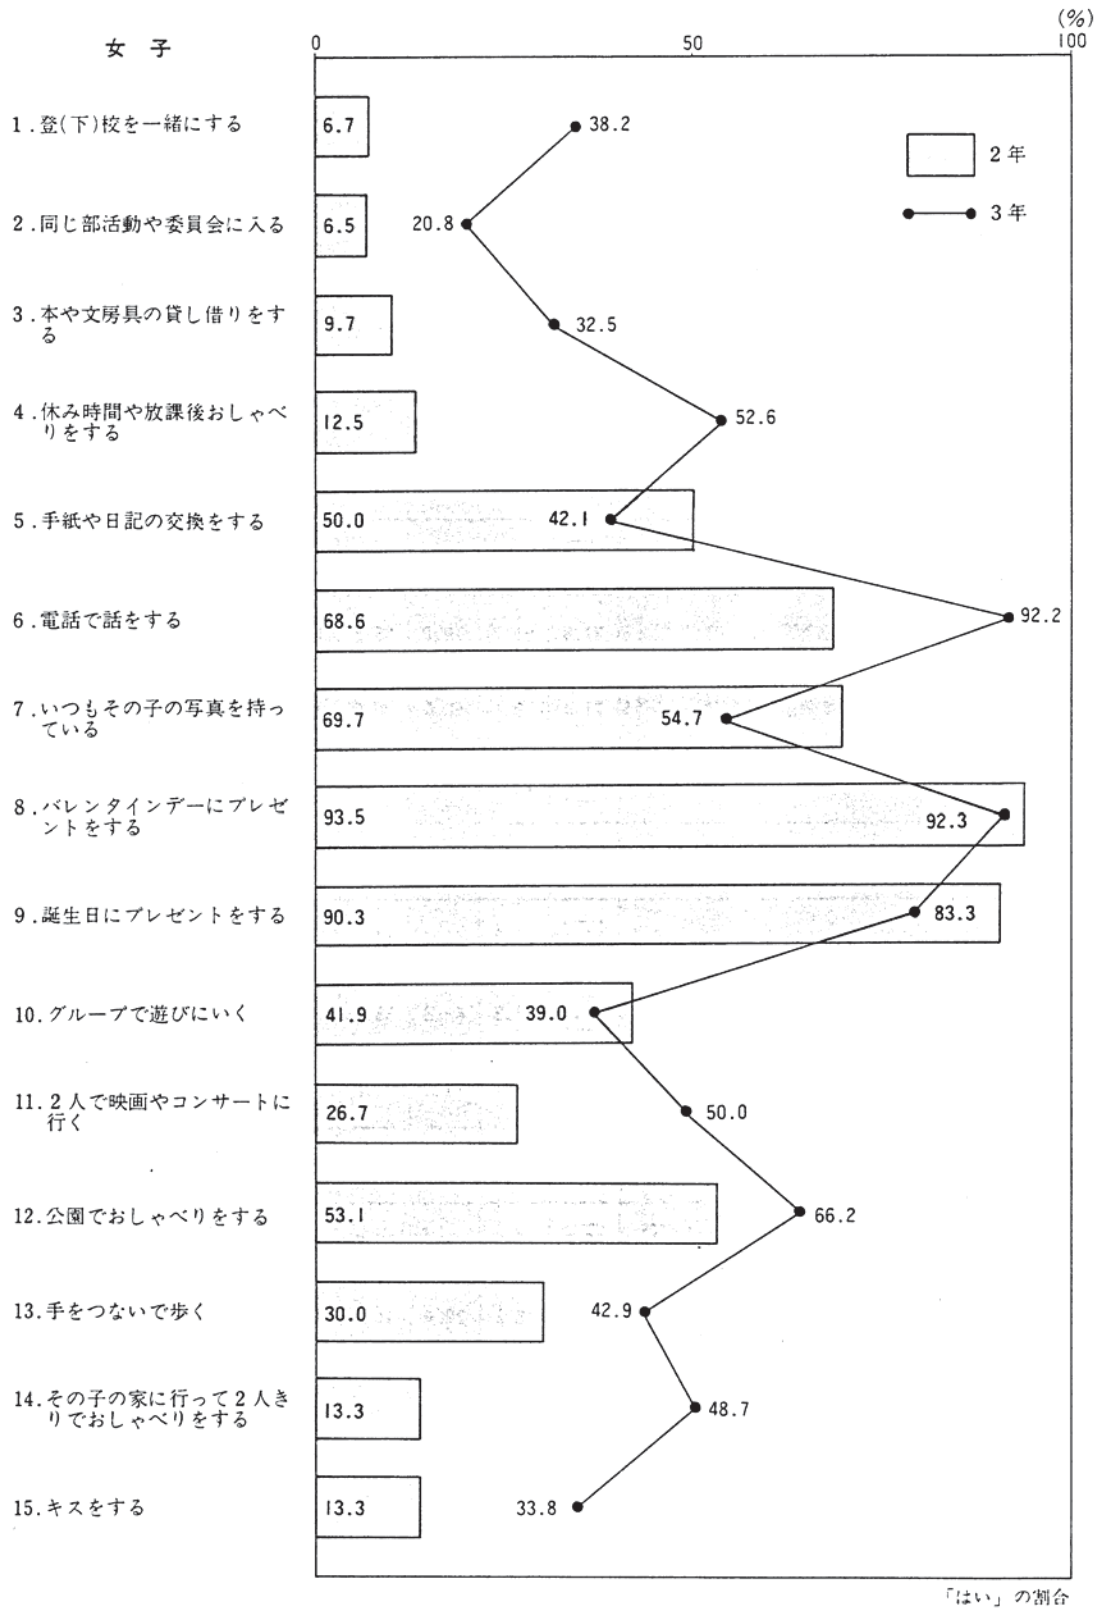 (%)
女 子
0 50 100
1.登(下)校を一緒にする 6.7 38.2
2年
3年
2.同じ部活動や委員会に入る 6.5 20.8
3.本や文房具の貸し借りをす
る
9.7 32.5
4.休み時間や放課後おしゃべ
りをする
12.5 52.6
5.手紙や日記の交換をする 50.0 42.1
6.電話で話をする 68.6 92.2
7.いつもその子の写真を持っ
ている
69.7 54.7
8.バレンタインデーにプレゼ
ントをする
93.5 92.3
9.誕生日にプレゼントをする 90.3 83.3
10.グループで遊びにいく 41.9 39.0
11.2人で映画やコンサートに
行く
26.7 50.0
12.公園でおしゃべりをする 53.1 66.2
13.手をつないで歩く 30.0 42.9
14.その子の家に行って2人き
りでおしゃべりをする
13.3 48.7
15.キスをする 13.3 33.8
「はい」の割合